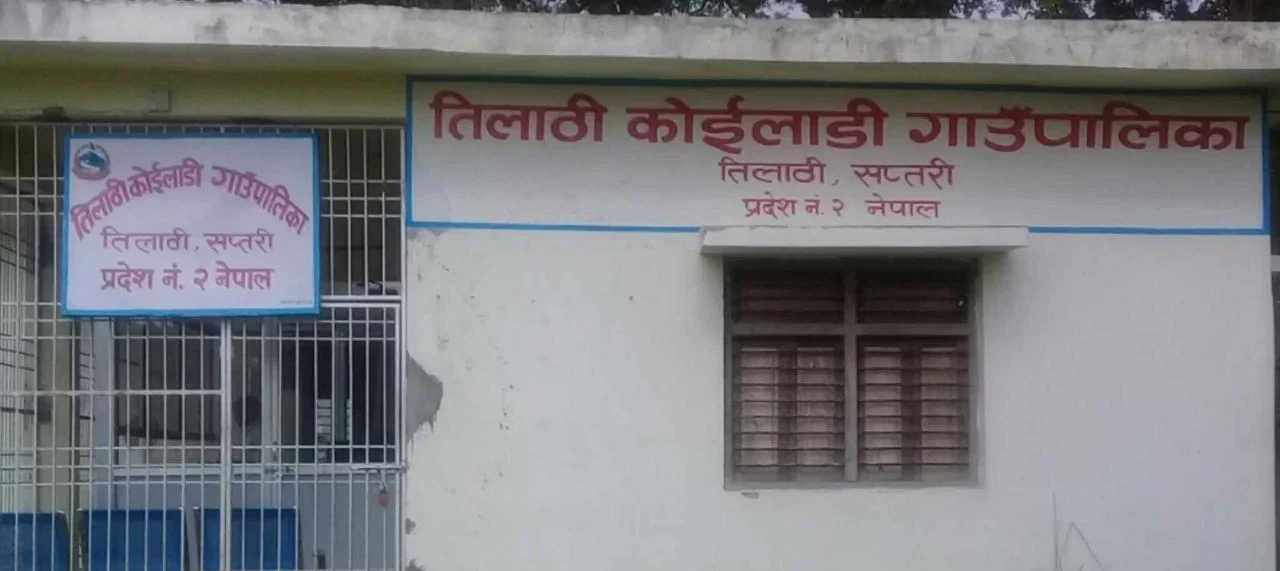 तिलाठी कोईलाडी गाउँपालिका
तिलाठी, सप्तरी
प्रदेश नं. २ नेपाल
तिलाठी कोईलाडी गाउँपालिका
तिलाठी, सप्तरी
प्रदेश नं. २ नेपाल